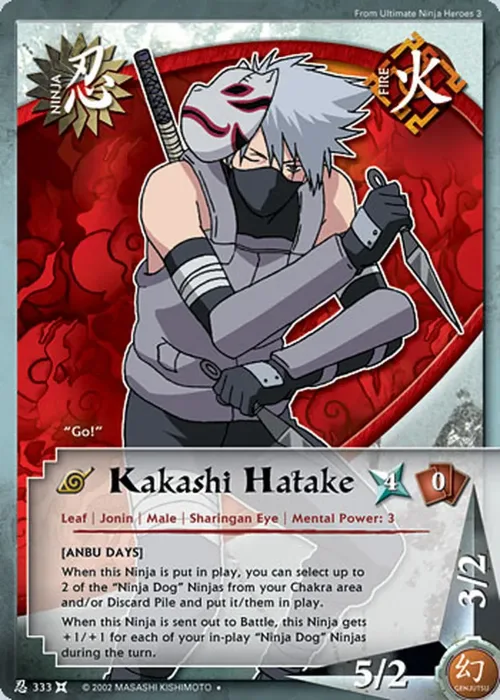 From Ultimate Ninja Heroes 3
NINJA
忍
FIRE
火
"Go!"
Kakashi Hatake
4
0
Leaf | Jonin | Male | Sharingan Eye | Mental Power: 3
[ANBU DAYS]
When this Ninja is put in play, you can select up to
2 of the "Ninja Dog" Ninjas from your Chakra area
and/or Discard Pile and put it/them in play.
When this Ninja is sent out to Battle, this Ninja gets
+1/+1 for each of your in-play "Ninja Dog" Ninjas
during the turn.
3/2
5/2
幻
GENJUTSU
忍 333
© 2002 MASASHI KISHIMOTO